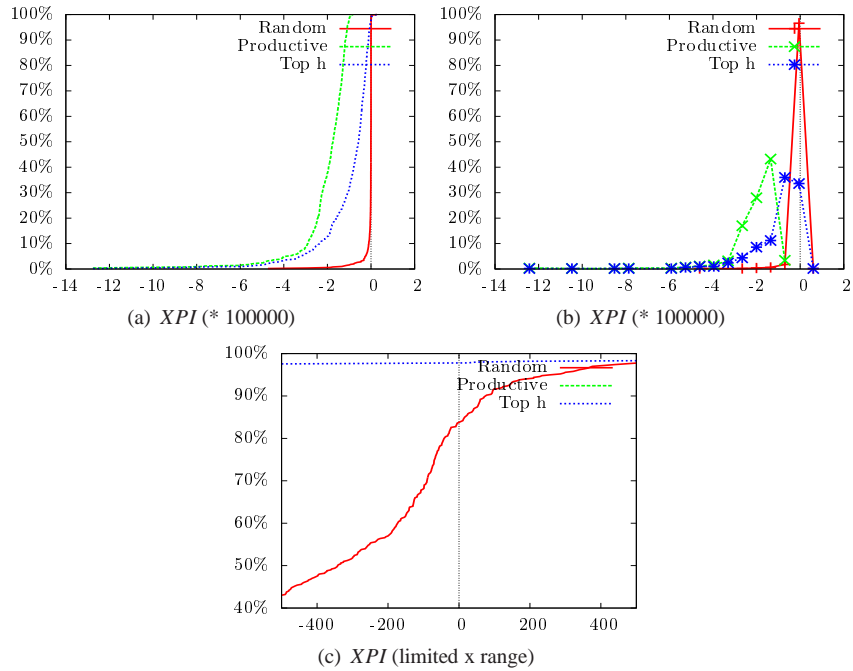 100%
90%
80%
70%
60%
50%
40%
30%
20%
10%
0%
-14 -12 -10 -8 -6 -4 -2 0 2
Random
Productive
Top h
(a) XPI (* 100000)
100%
90%
80%
70%
60%
50%
40%
30%
20%
10%
0%
-14 -12 -10 -8 -6 -4 -2 0 2
Random
Productive
Top h
(b) XPI (* 100000)
100%
90%
80%
70%
60%
50%
40%
-400 -200 0 200 400
Random
Productive
Top h
(c) XPI (limited x range)